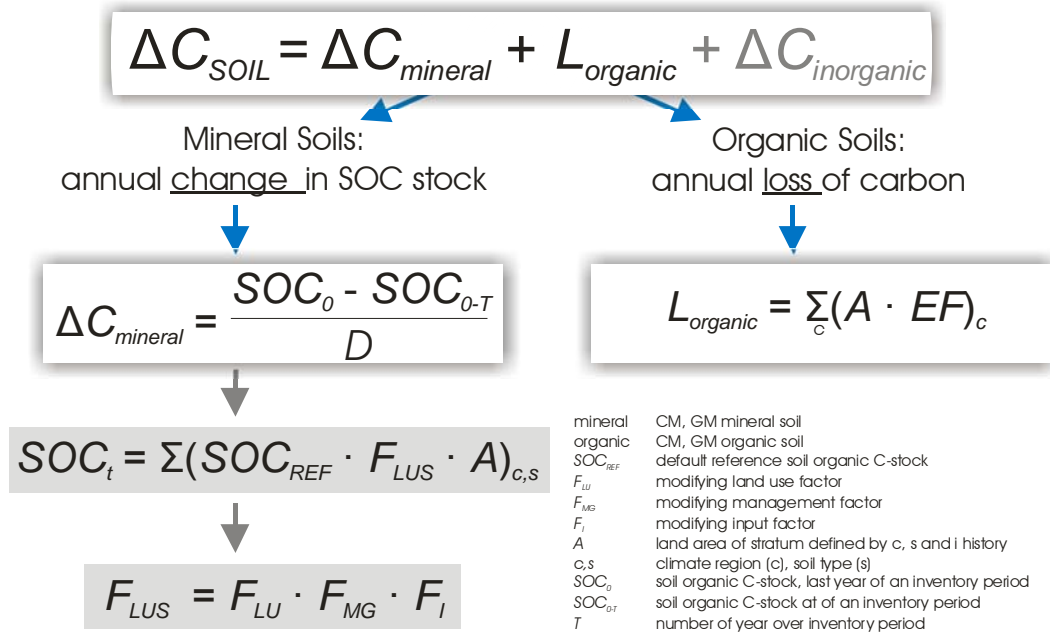 ΔC_SOIL = ΔC_mineral + L_organic + ΔC_inorganic
Mineral Soils:
annual change in SOC stock
Organic Soils:
annual loss of carbon
ΔC_mineral = (SOC_0 - SOC_0-T) / D
L_organic = Σ_c (A · EF)_c
SOC_t = Σ(SOC_REF · F_LUS · A)_c,s
F_LUS = F_LU · F_MG · F_I
mineral CM, GM mineral soil
organic CM, GM organic soil
SOC_REF default reference soil organic C-stock
F_LU modifying land use factor
F_MG modifying management factor
F_I modifying input factor
A land area of stratum defined by c, s and i history
c,s climate region (c), soil type (s)
SOC_0 soil organic C-stock, last year of an inventory period
SOC_0-T soil organic C-stock at of an inventory period
T number of year over inventory period